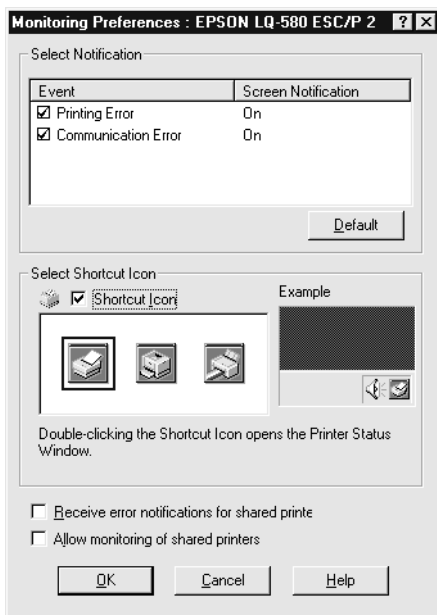 Monitoring Preferences : EPSON LQ-580 ESC/P 2 ? X
Select Notification
Event Screen Notification
Printing Error On
Communication Error On
Default
Select Shortcut Icon
Shortcut Icon
Example
Double-clicking the Shortcut Icon opens the Printer Status
Window.
Receive error notifications for shared printe
Allow monitoring of shared printers
OK Cancel Help